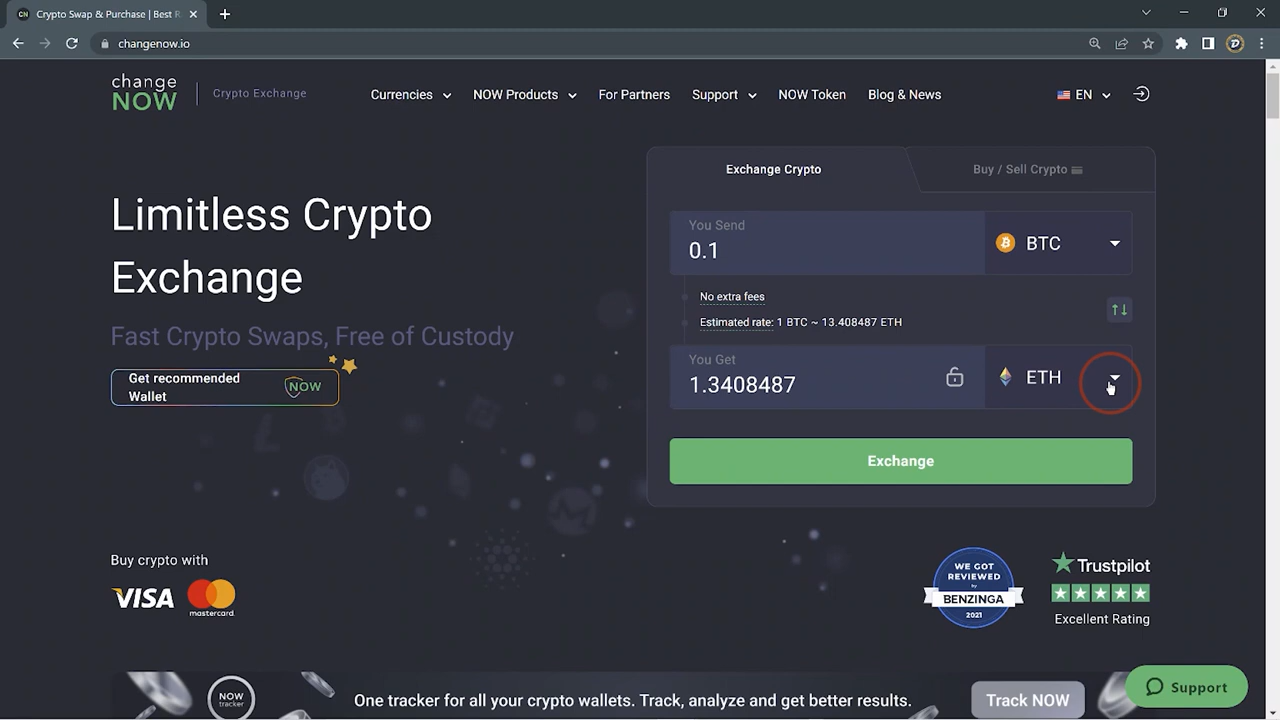 Crypto Swap & Purchase | Best R
changenow.io
change
NOW
Crypto Exchange
Currencies
NOW Products
For Partners
Support
NOW Token
Blog & News
EN
Limitless Crypto
Exchange
Fast Crypto Swaps, Free of Custody
Get recommended
Wallet
NOW
Exchange Crypto
Buy / Sell Crypto
You Send
0.1
BTC
No extra fees
Estimated rate: 1 BTC ~ 13.408487 ETH
You Get
1.3408487
ETH
Exchange
Buy crypto with
VISA
mastercard
WE GOT
REVIEWED
by
BENZINGA
2021
Trustpilot
Excellent Rating
NOW
tracker
One tracker for all your crypto wallets. Track, analyze and get better results.
Track NOW
Support